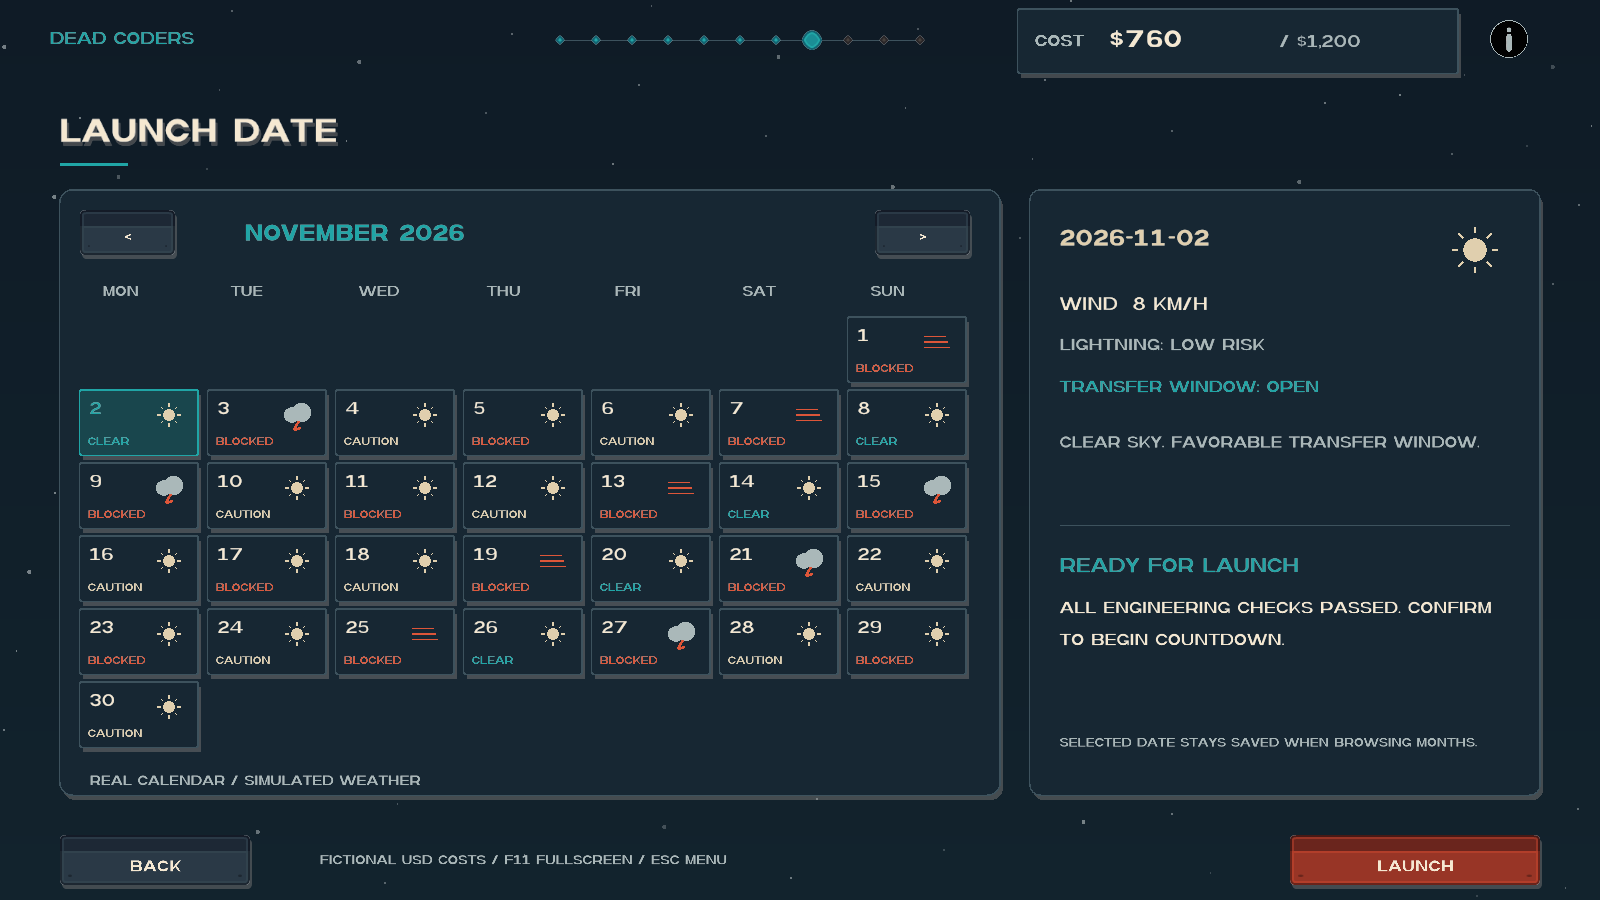 DEAD CODERS
COST $760 / $1,200
LAUNCH DATE
< NOVEMBER 2026 >
MON TUE WED THU FRI SAT SUN
1
BLOCKED
2 3 4 5 6 7 8
CLEAR BLOCKED CAUTION BLOCKED CAUTION BLOCKED CLEAR
9 10 11 12 13 14 15
BLOCKED CAUTION BLOCKED CAUTION BLOCKED CLEAR BLOCKED
16 17 18 19 20 21 22
CAUTION BLOCKED CAUTION BLOCKED CLEAR BLOCKED CAUTION
23 24 25 26 27 28 29
BLOCKED CAUTION BLOCKED CLEAR BLOCKED CAUTION BLOCKED
30
CAUTION
REAL CALENDAR / SIMULATED WEATHER
2026-11-02
WIND 8 KM/H
LIGHTNING: LOW RISK
TRANSFER WINDOW: OPEN
CLEAR SKY. FAVORABLE TRANSFER WINDOW.
READY FOR LAUNCH
ALL ENGINEERING CHECKS PASSED. CONFIRM
TO BEGIN COUNTDOWN.
SELECTED DATE STAYS SAVED WHEN BROWSING MONTHS.
BACK
FICTIONAL USD COSTS / F11 FULLSCREEN / ESC MENU
LAUNCH